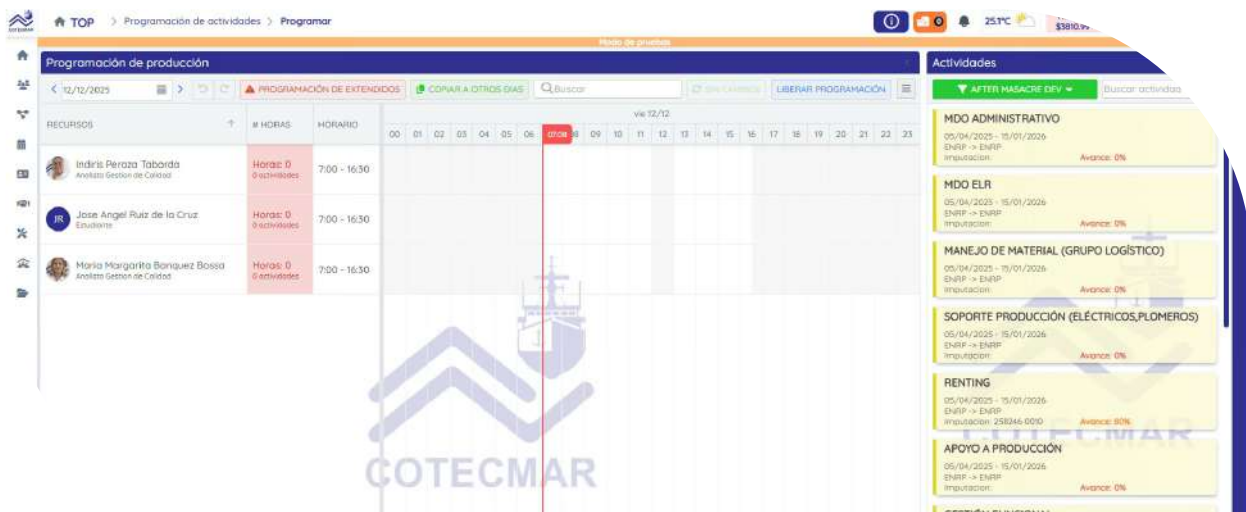 COTECMAR
TOP > Programación de actividades > Programar
0
25.1°C
Modo de pruebas
Programación de producción
12/12/2025
PROGRAMACIÓN DE EXTENDIDOS
COPIAR A OTROS DIAS
Buscar
LIBERAR PROGRAMACIÓN
RECURSOS
# HORAS
HORARIO
vie 12/12
00 01 02 03 04 05 06 07:08 09 10 11 12 13 14 15 16 17 18 19 20 21 22 23
Indiris Peraza Taborda
Analista Gestion de Calidad
Horas: 0
0 actividades
7:00 - 16:30
JR
Jose Angel Ruiz de la Cruz
Estudiante
Horas: 0
0 actividades
7:00 - 16:30
Maria Margarita Banquez Bossa
Analista Gestion de Calidad
Horas: 0
0 actividades
7:00 - 16:30
COTECMAR
Actividades
AFTER MASACRE DEV
Buscar actividad
MDO ADMINISTRATIVO
05/04/2025 - 15/01/2026
ENRP -> ENRP
Imputacion:
Avance: 0%
MDO ELR
05/04/2025 - 15/01/2026
ENRP -> ENRP
Imputacion:
Avance: 0%
MANEJO DE MATERIAL (GRUPO LOGÍSTICO)
05/04/2025 - 15/01/2026
ENRP -> ENRP
Imputacion:
Avance: 0%
SOPORTE PRODUCCIÓN (ELÉCTRICOS,PLOMEROS)
05/04/2025 - 15/01/2026
ENRP -> ENRP
Imputacion:
Avance: 0%
RENTING
05/04/2025 - 15/01/2026
ENRP -> ENRP
Imputacion: 258246 0010
Avance: 80%
APOYO A PRODUCCIÓN
05/04/2025 - 15/01/2026
ENRP -> ENRP
Imputacion:
Avance: 0%